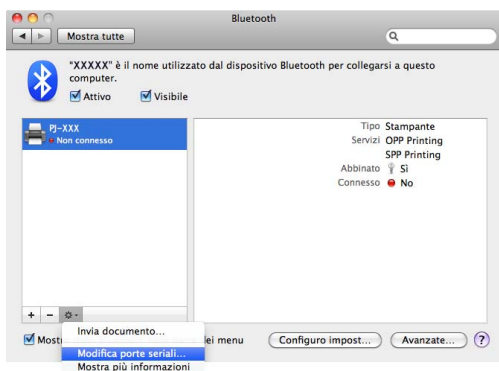 Bluetooth
Mostra tutte
"XXXXX" è il nome utilizzato dal dispositivo Bluetooth per collegarsi a questo
computer.
Attivo Visibile
PJ-XXX
Non connesso
Tipo Stampante
Servizi OPP Printing
SPP Printing
Abbinato Sì
Connesso No
+ -
Invia documento...
Most ei menu Configuro impost... Avanzate... ?
Modifica porte seriali...
Mostra più informazioni